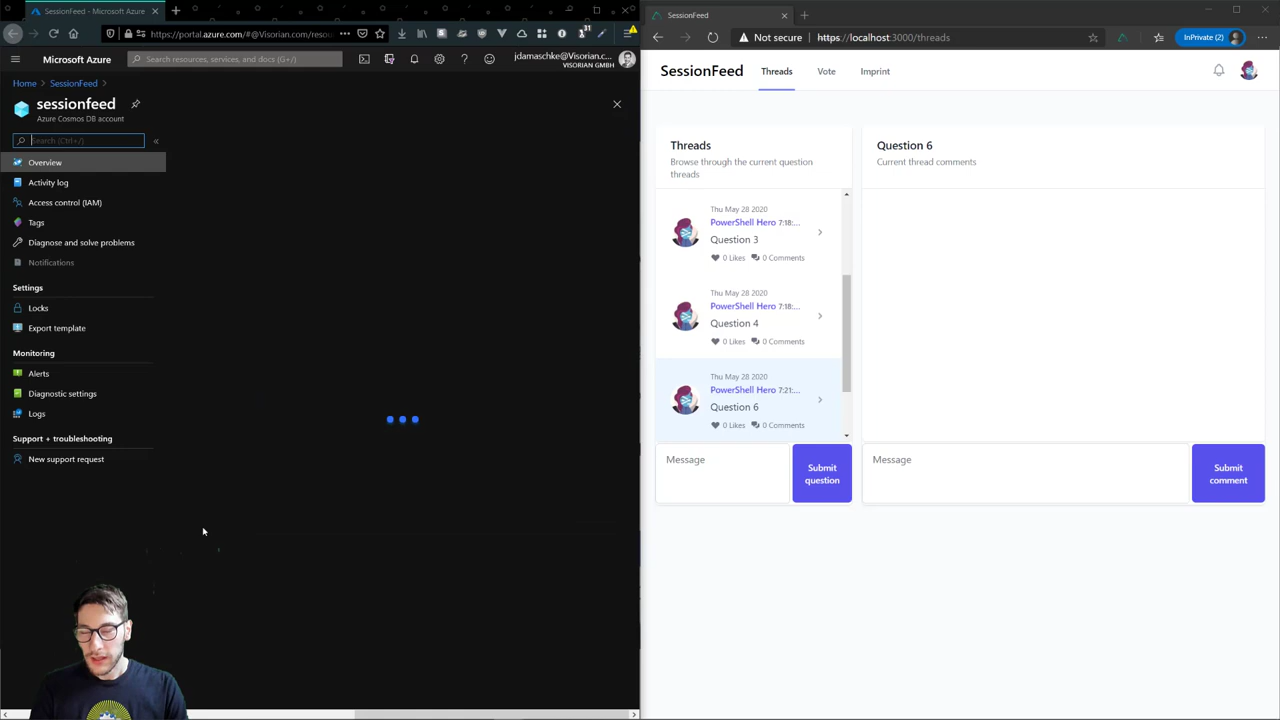 SessionFeed - Microsoft Azure
https://portal.azure.com/#@Visorian.com/resou
Microsoft Azure
Search resources, services, and docs (G+/)
jdamaschke@Visorian.c...
VISORIAN GMBH
Home
SessionFeed
sessionfeed
Azure Cosmos DB account
Search (Ctrl+/)
Overview
Activity log
Access control (IAM)
Tags
Diagnose and solve problems
Notifications
Settings
Locks
Export template
Monitoring
Alerts
Diagnostic settings
Logs
Support + troubleshooting
New support request
SessionFeed
Not secure
https://localhost:3000/threads
InPrivate (2)
SessionFeed
Threads
Vote
Imprint
Threads
Browse through the current question
threads
Thu May 28 2020
PowerShell Hero 7:18:...
Question 3
0 Likes 0 Comments
Thu May 28 2020
PowerShell Hero 7:18:...
Question 4
0 Likes 0 Comments
Thu May 28 2020
PowerShell Hero 7:21:...
Question 6
0 Likes 0 Comments
Message
Submit
question
Question 6
Current thread comments
Message
Submit
comment